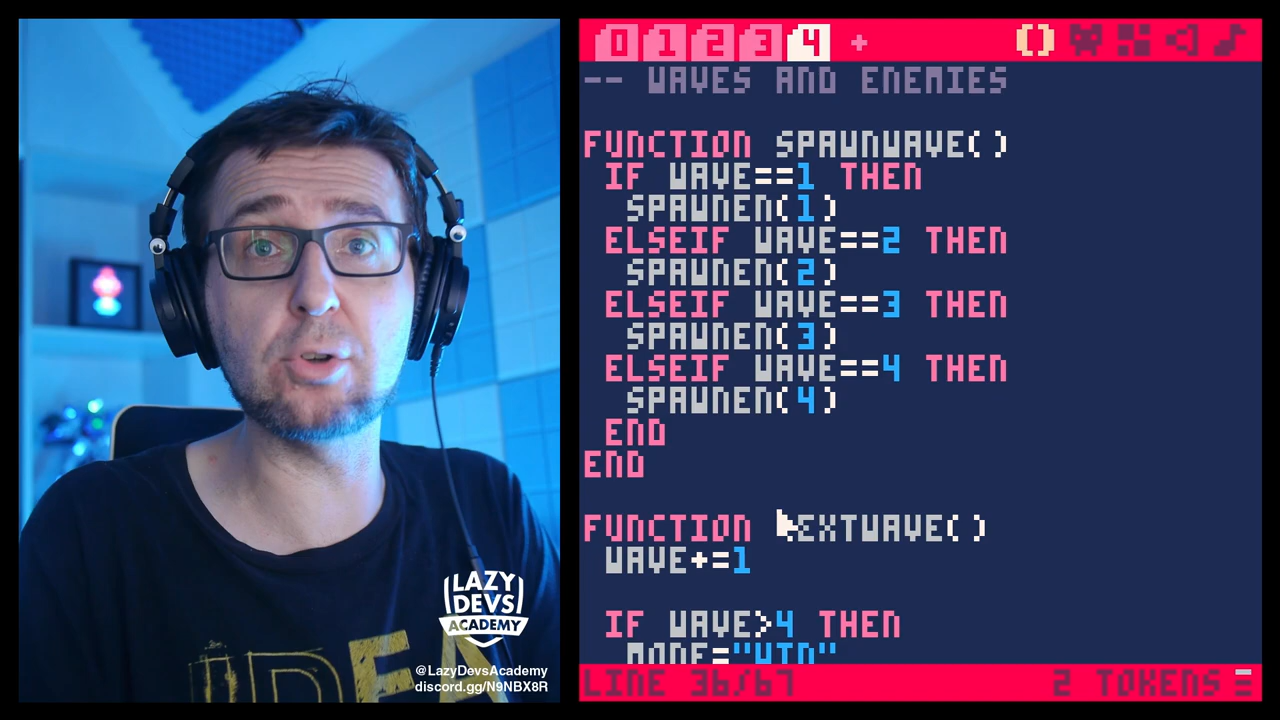 0 1 2 3 4 +
-- WAVES AND ENEMIES
FUNCTION SPAWNWAVE()
IF WAVE==1 THEN
SPAWNEN(1)
ELSEIF WAVE==2 THEN
SPAWNEN(2)
ELSEIF WAVE==3 THEN
SPAWNEN(3)
ELSEIF WAVE==4 THEN
SPAWNEN(4)
END
END
FUNCTION NEXTWAVE()
WAVE+=1
IF WAVE>4 THEN
MODE="WIN"
LINE 36/67 2 TOKENS
LAZY
DEVS
ACADEMY
@LazyDevsAcademy
discord.gg/N9NBX8R
IDEA